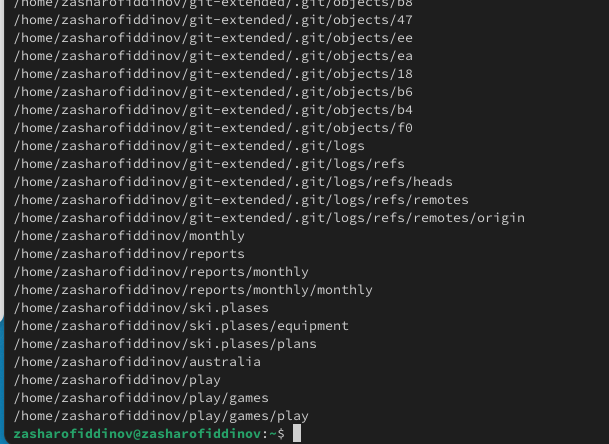 /home/zasharofiddinov/git-extended/.git/objects/b8
/home/zasharofiddinov/git-extended/.git/objects/47
/home/zasharofiddinov/git-extended/.git/objects/ee
/home/zasharofiddinov/git-extended/.git/objects/ea
/home/zasharofiddinov/git-extended/.git/objects/18
/home/zasharofiddinov/git-extended/.git/objects/b6
/home/zasharofiddinov/git-extended/.git/objects/b4
/home/zasharofiddinov/git-extended/.git/objects/f0
/home/zasharofiddinov/git-extended/.git/logs
/home/zasharofiddinov/git-extended/.git/logs/refs
/home/zasharofiddinov/git-extended/.git/logs/refs/heads
/home/zasharofiddinov/git-extended/.git/logs/refs/remotes
/home/zasharofiddinov/git-extended/.git/logs/refs/remotes/origin
/home/zasharofiddinov/monthly
/home/zasharofiddinov/reports
/home/zasharofiddinov/reports/monthly
/home/zasharofiddinov/reports/monthly/monthly
/home/zasharofiddinov/ski.plases
/home/zasharofiddinov/ski.plases/equipment
/home/zasharofiddinov/ski.plases/plans
/home/zasharofiddinov/australia
/home/zasharofiddinov/play
/home/zasharofiddinov/play/games
/home/zasharofiddinov/play/games/play
zasharofiddinov@zasharofiddinov:~$